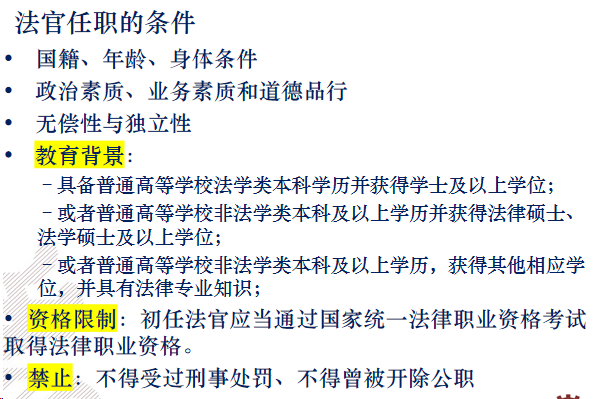 法官任职的条件
• 国籍、年龄、身体条件
• 政治素质、业务素质和道德品行
• 无偿性与独立性
• 教育背景：
－具备普通高等学校法学类本科学历并获得学士及以上学位；
－或者普通高等学校非法学类本科及以上学历并获得法律硕士、
法学硕士及以上学位；
－或者普通高等学校非法学类本科及以上学历，获得其他相应学
位，并具有法律专业知识；
• 资格限制：初任法官应当通过国家统一法律职业资格考试
取得法律职业资格。
• 禁止：不得受过刑事处罚、不得曾被开除公职